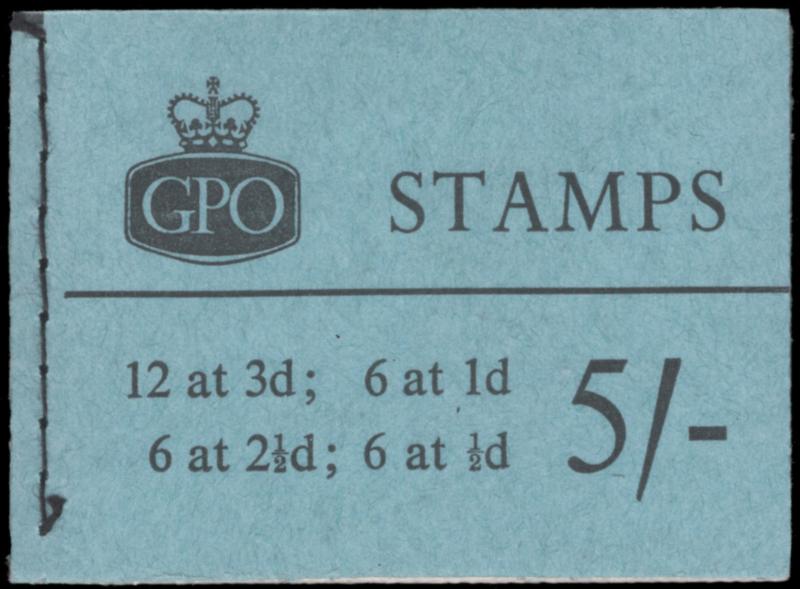 GPO
STAMPS
12 at 3d; 6 at 1d
6 at 2½d; 6 at ½d
5/-